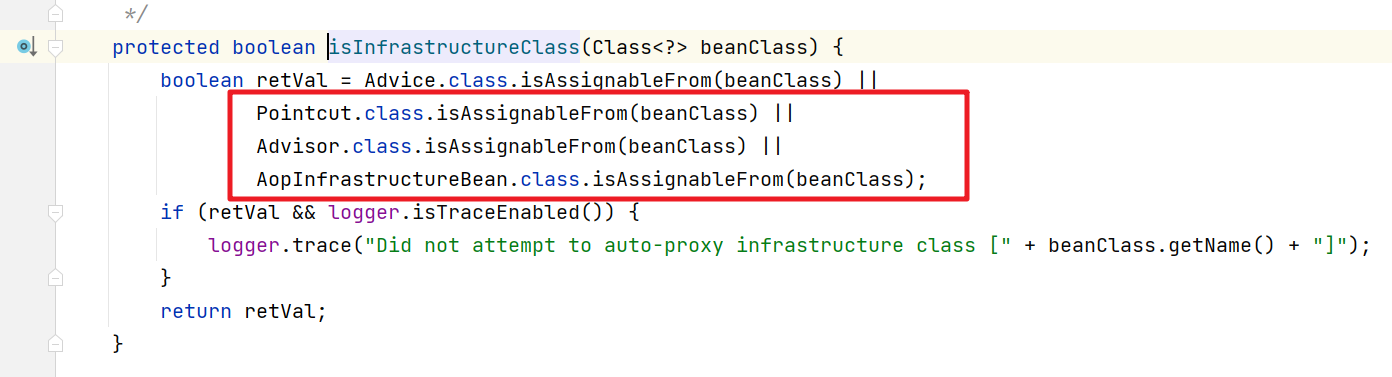 */
protected boolean isInfrastructureClass(Class<?> beanClass) {
boolean retVal = Advice.class.isAssignableFrom(beanClass) ||
Pointcut.class.isAssignableFrom(beanClass) ||
Advisor.class.isAssignableFrom(beanClass) ||
AopInfrastructureBean.class.isAssignableFrom(beanClass);
if (retVal && logger.isTraceEnabled()) {
logger.trace("Did not attempt to auto-proxy infrastructure class [" + beanClass.getName() + "]");
}
return retVal;
}